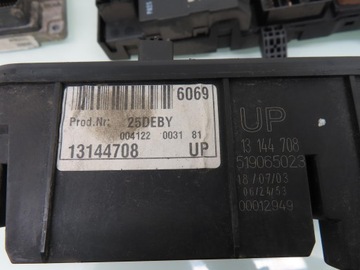 6069
Prod.Nr: 25DEBY
004122 0031 81
13144708 UP
UP
13 144 708
519065023
18/07/03
06/24/53
00012949